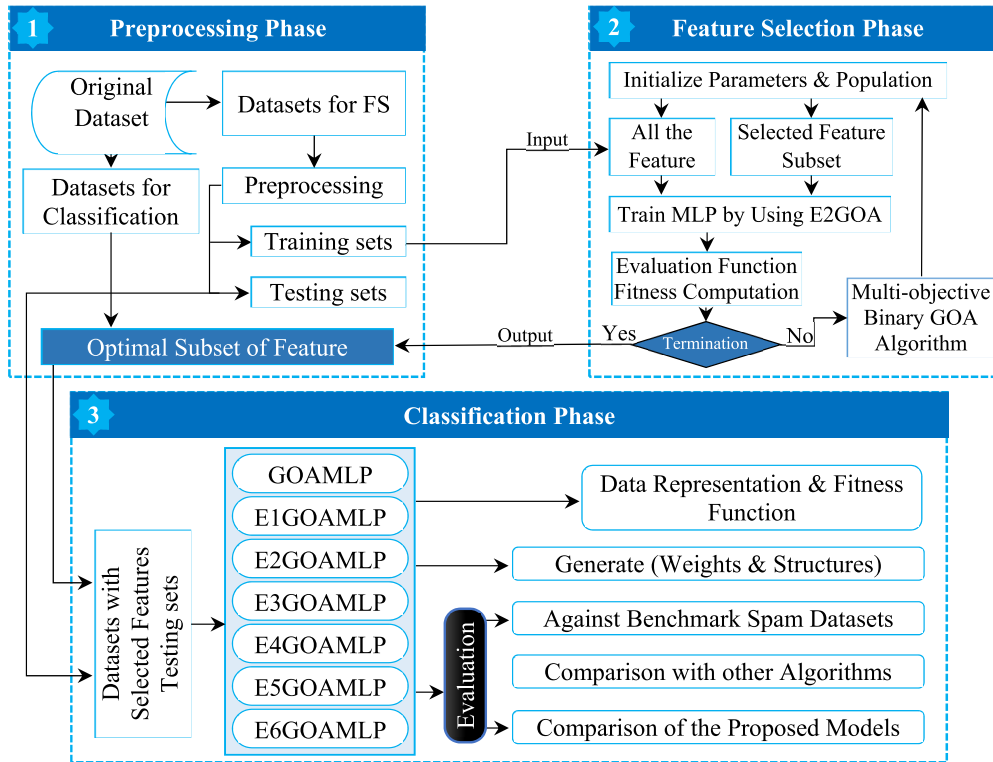 1
Preprocessing Phase
Original
Dataset
Datasets for FS
Datasets for
Classification
Preprocessing
Training sets
Testing sets
Optimal Subset of Feature
Input
Output
2
Feature Selection Phase
Initialize Parameters & Population
All the
Feature
Selected Feature
Subset
Train MLP by Using E2GOA
Evaluation Function
Fitness Computation
Yes
Termination
No
Multi-objective
Binary GOA
Algorithm
3
Classification Phase
Datasets with
Selected Features
Testing sets
GOAMLP
E1GOAMLP
E2GOAMLP
E3GOAMLP
E4GOAMLP
E5GOAMLP
E6GOAMLP
Evaluation
Data Representation & Fitness
Function
Generate (Weights & Structures)
Against Benchmark Spam Datasets
Comparison with other Algorithms
Comparison of the Proposed Models